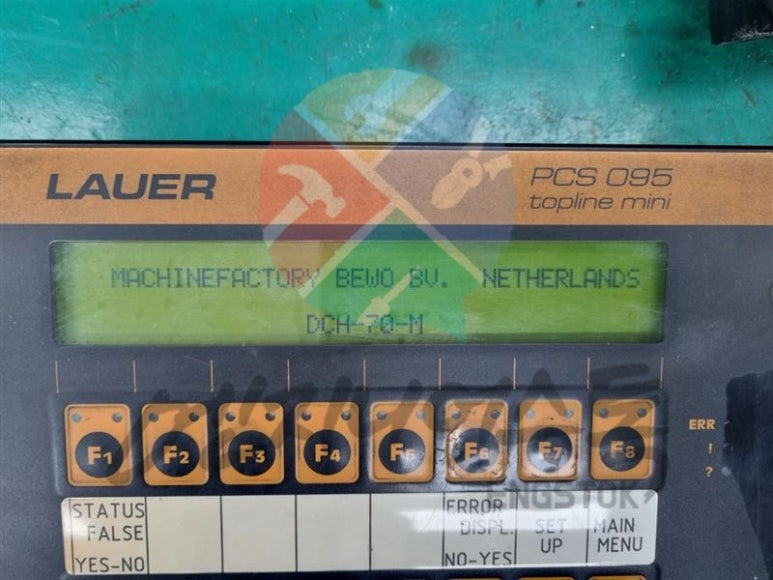 LAUER
PCS 095
topline mini
MACHINEFACTORY BEWO BV. NETHERLANDS
DCH-70-M
F1 F2 F3 F4 F5 F6 F7 F8
ERR
!
?
STATUS
FALSE
YES-NO
ERROR
DISPL.
NO-YES
SET
UP
MAIN
MENU